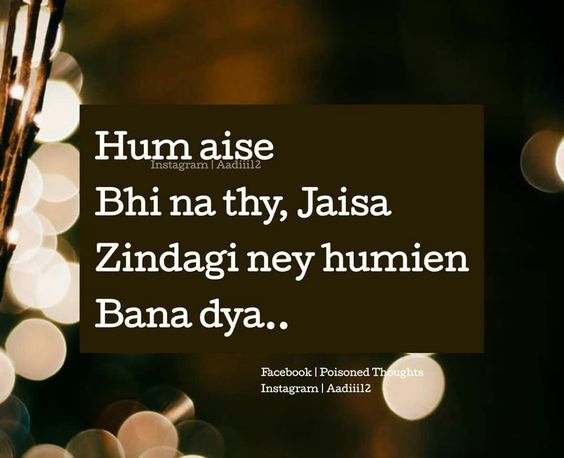 Hum aise
Instagram | Aadiii12
Bhi na thy, Jaisa
Zindagi ney humien
Bana dya..
Facebook | Poisoned Thoughts
Instagram | Aadiii12